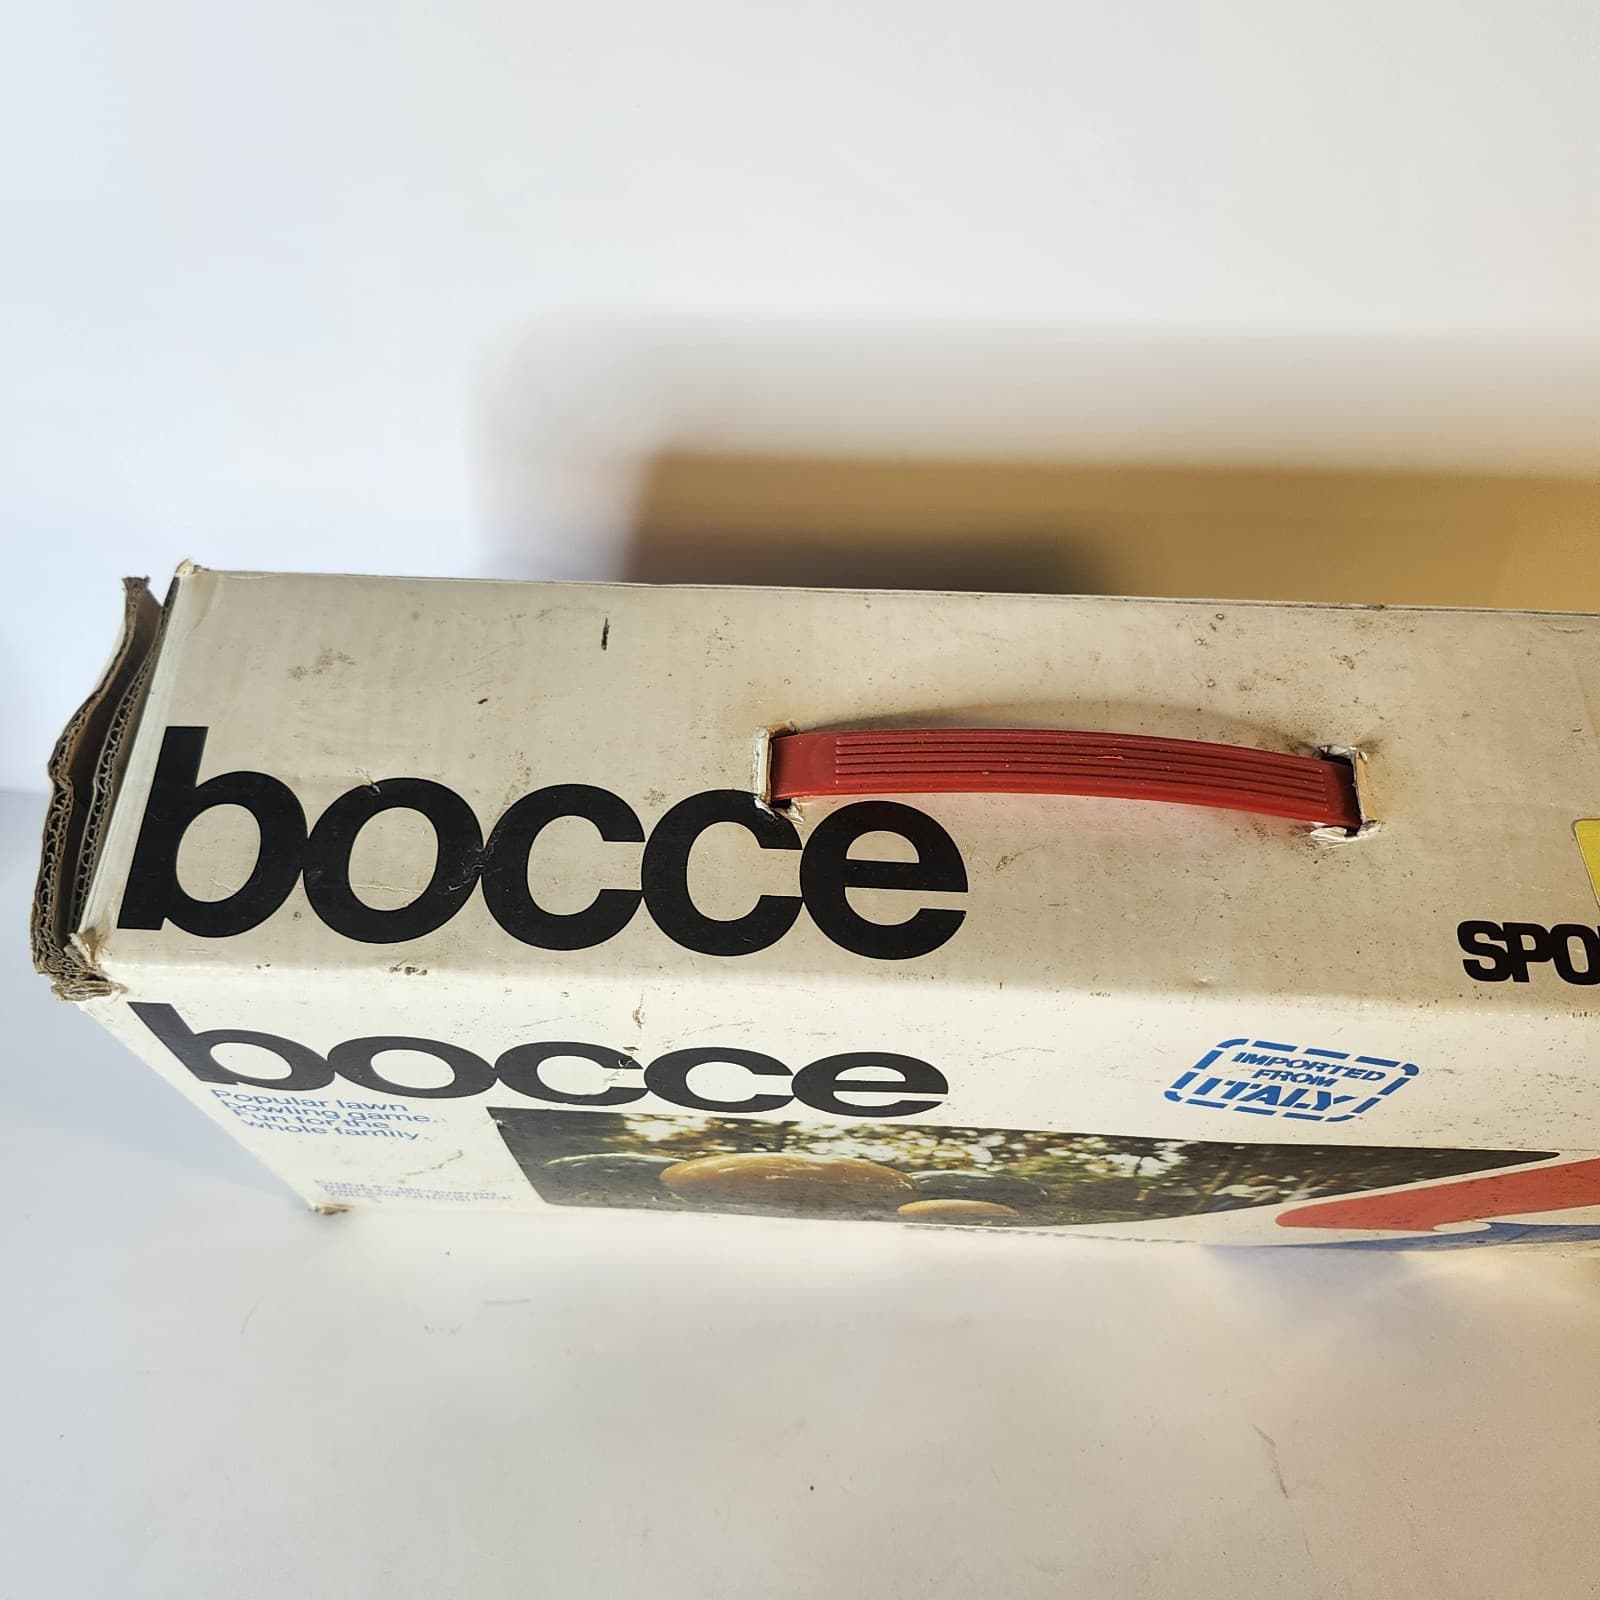 bocce
SPO
bocce
IMPORTED
FROM
ITALY
Popular lawn
bowling game.
Fun for the
whole family.